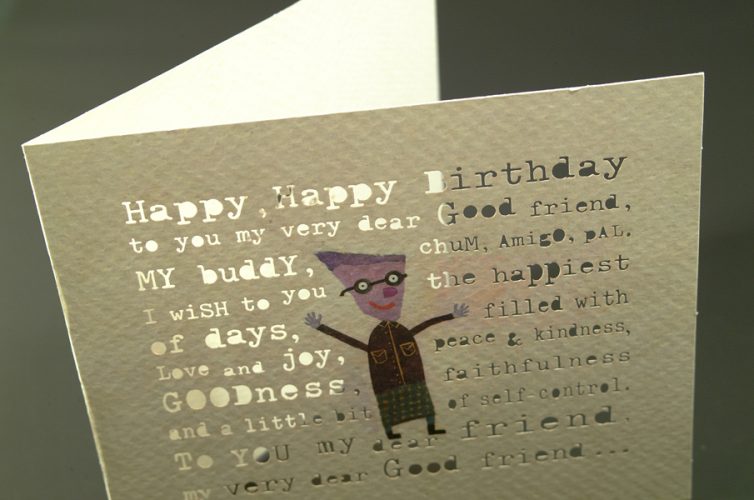 Happy, Happy Birthday
to you my very dear Good friend,
MY buddY, chuM, AmigO, pAL.
I wiSH to you the happiest
of days, filled with
Love and joy, peace & kindness,
GOODness, faithfulness
and a little bit of self-control.
To YOU my dear friend,
my very dear Good friend...